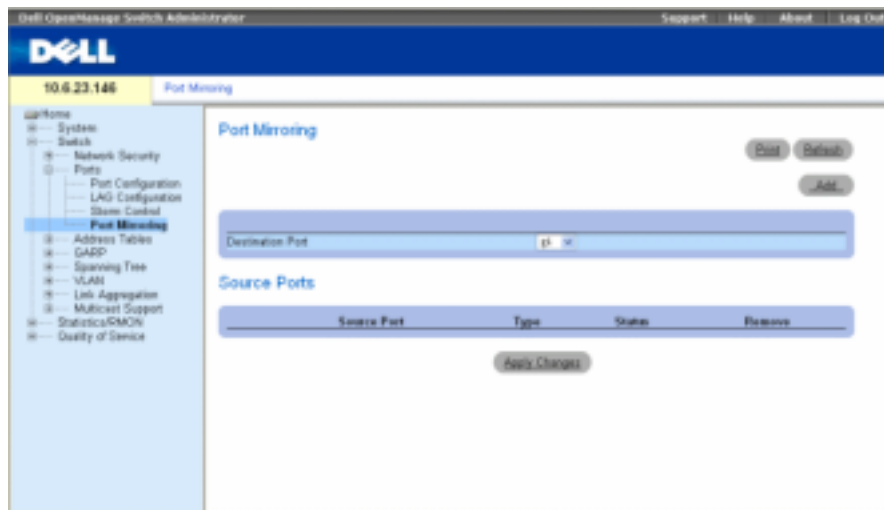 Dell OpenManage Switch Administrator
Support Help About Log Out
DELL
10.6.23.146
Port Mirroring
Home
System
Switch
Network Security
Ports
Port Configuration
LAG Configuration
Storm Control
Port Mirroring
Address Tables
GARP
Spanning Tree
VLAN
Link Aggregation
Multicast Support
Statistics/RMON
Quality of Service
Port Mirroring
Print Refresh
Add
Destination Port
Source Ports
Source Port Type Status Remove
Apply Changes